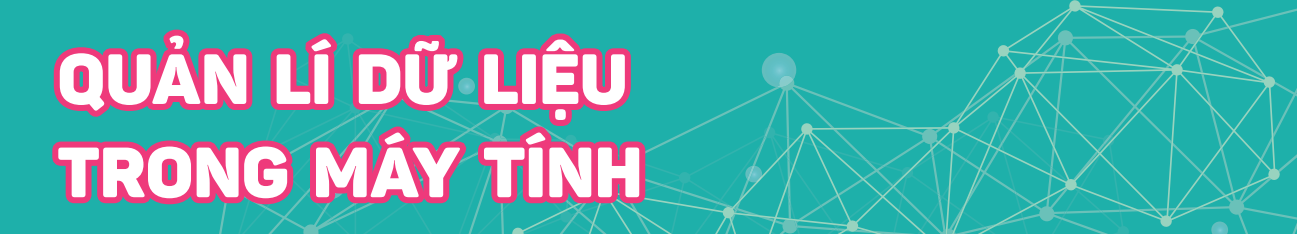 QUẢN LÍ DỮ LIỆU
TRONG MÁY TÍNH